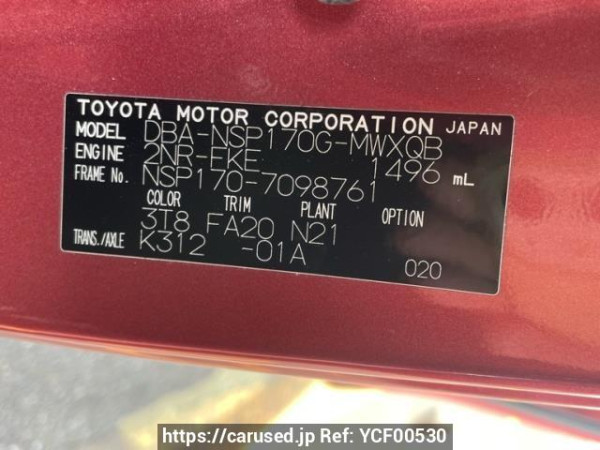 TOYOTA MOTOR CORPORATION JAPAN
MODEL DBA-NSP170G-MWXQB
ENGINE 2NR-FKE 1496 mL
FRAME No. NSP170-7098761
COLOR TRIM PLANT OPTION
3T8 FA20 N21
TRANS./AXLE K312 -01A
020
https://carused.jp Ref: YCF00530